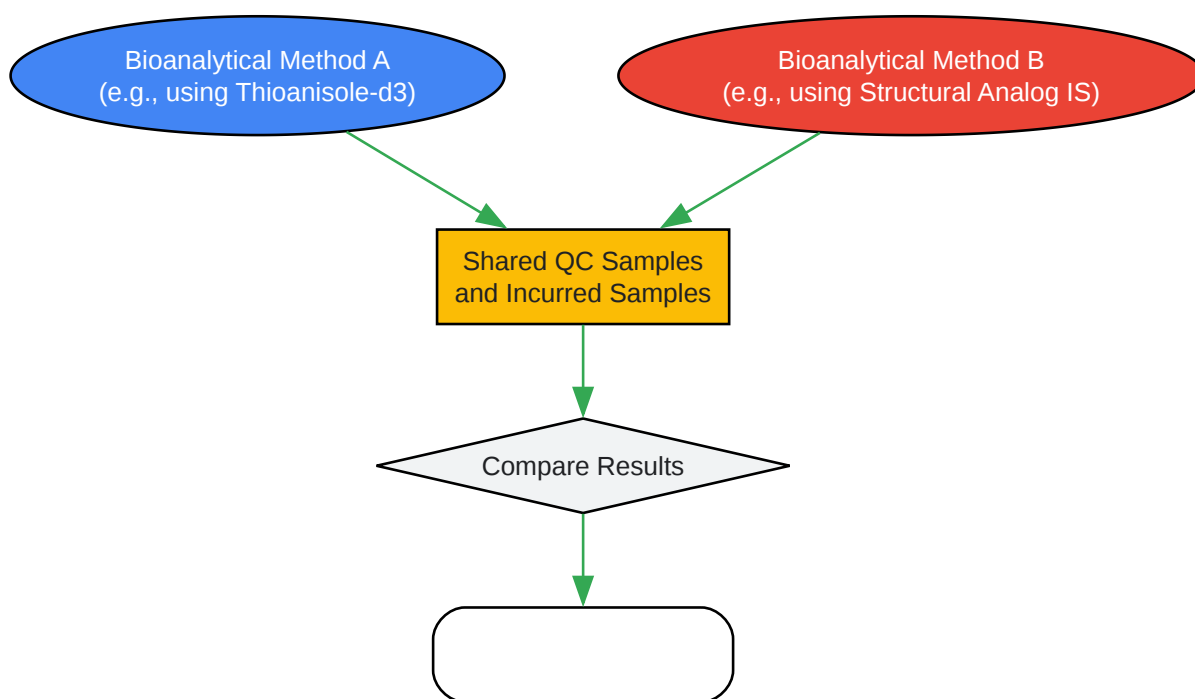 Bioanalytical Method A
(e.g., using Thioanisole-d3)
Bioanalytical Method B
(e.g., using Structural Analog IS)
Shared QC Samples
and Incurred Samples
Compare Results